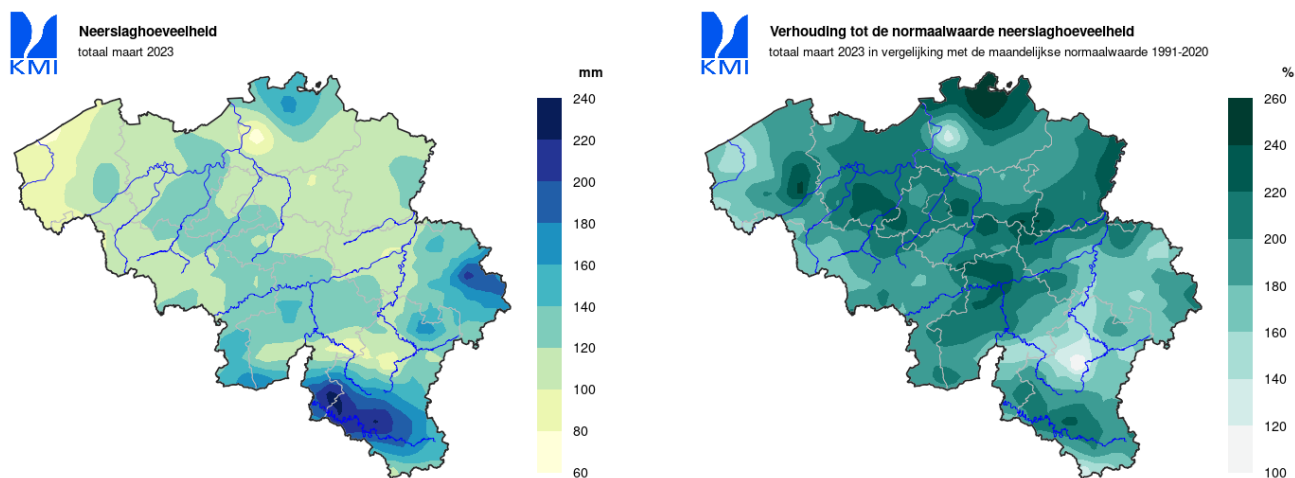 KMI
Neerslaghoeveelheid
totaal maart 2023
mm
240
220
200
180
160
140
120
100
80
60
KMI
Verhouding tot de normaalwaarde neerslaghoeveelheid
totaal maart 2023 in vergelijking met de maandelijkse normaalwaarde 1991-2020
%
260
240
220
200
180
160
140
120
100